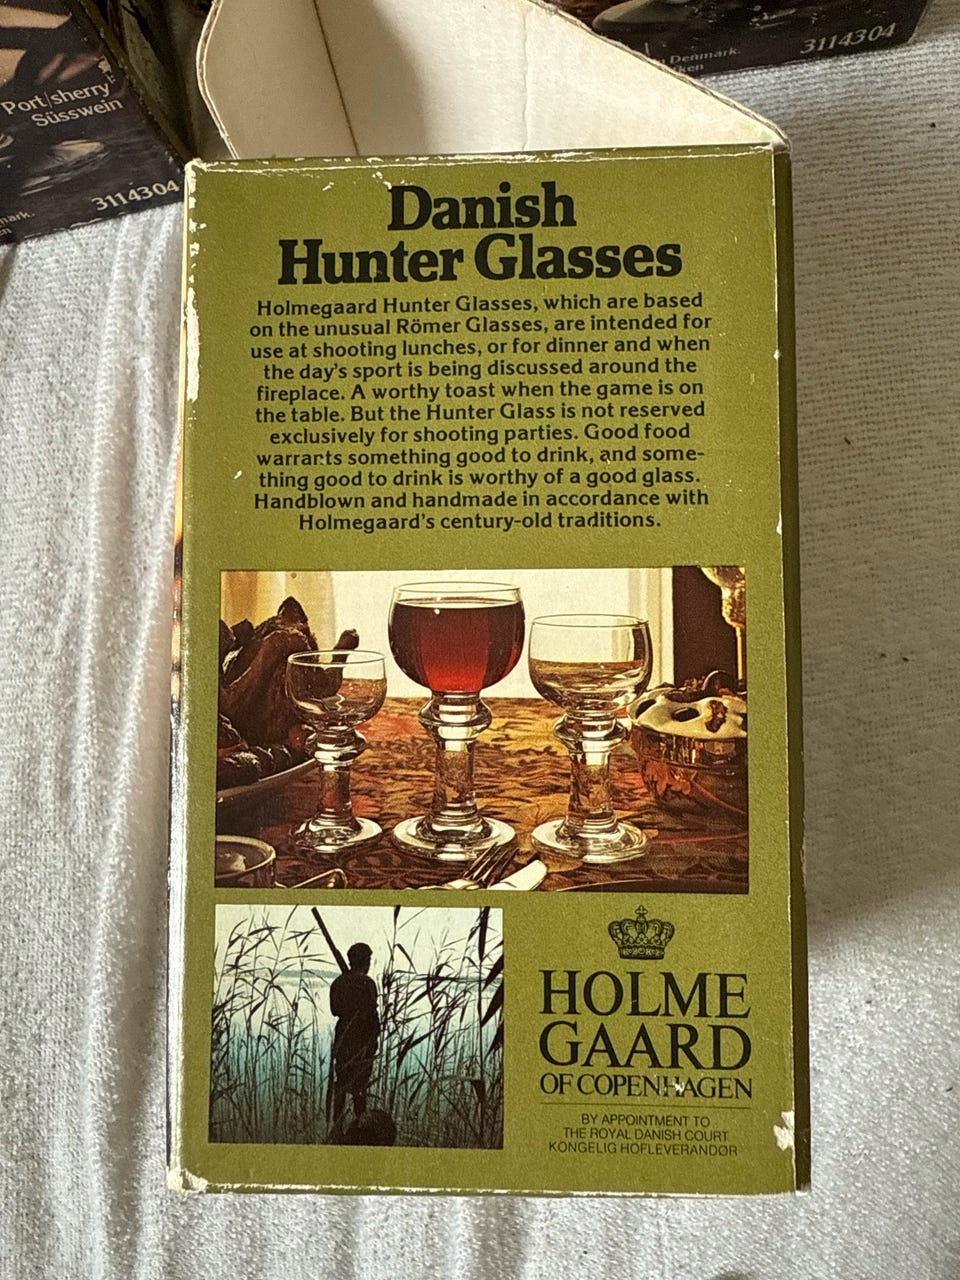 Port/sherry
Süsswein
3114304
Denmark.
3114304
Danish
Hunter Glasses
Holmegaard Hunter Glasses, which are based
on the unusual Römer Glasses, are intended for
use at shooting lunches, or for dinner and when
the day's sport is being discussed around the
fireplace. A worthy toast when the game is on
the table. But the Hunter Glass is not reserved
exclusively for shooting parties. Good food
warrants something good to drink, and some-
thing good to drink is worthy of a good glass.
Handblown and handmade in accordance with
Holmegaard's century-old traditions.
HOLME
GAARD
OF COPENHAGEN
BY APPOINTMENT TO
THE ROYAL DANISH COURT
KONGELIG HOFLEVERANDØR